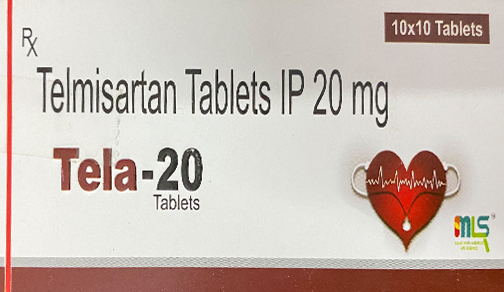 Rx
10x10 Tablets
Telmisartan Tablets IP 20 mg
Tela-20
Tablets
MLS